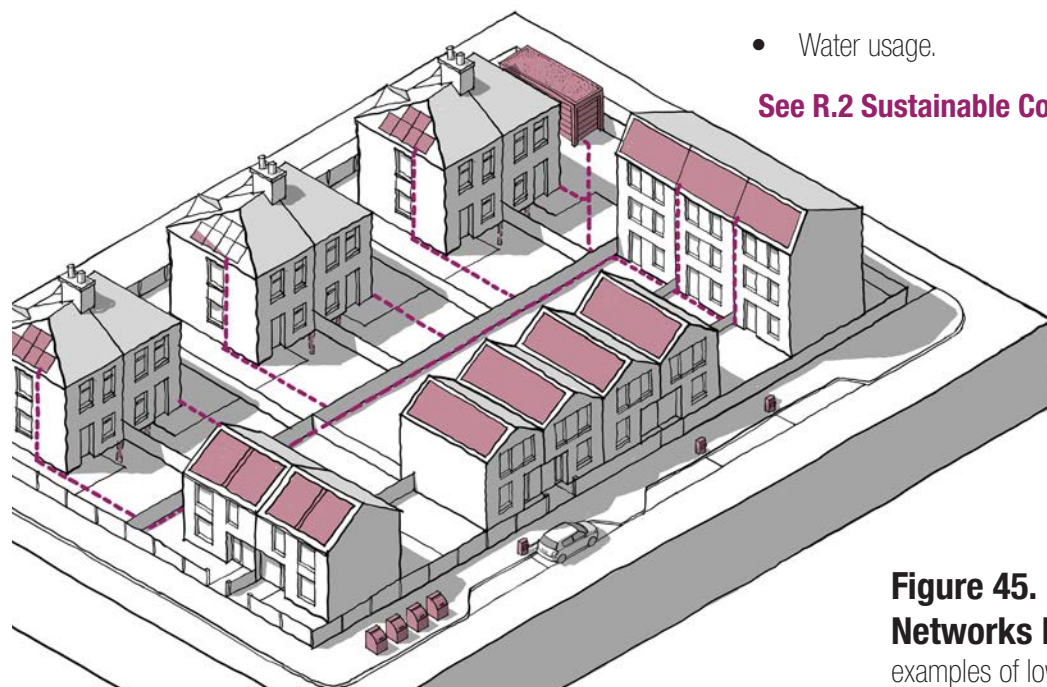 • Water usage.
See R.2 Sustainable Co
Figure 45.
Networks
examples of lo